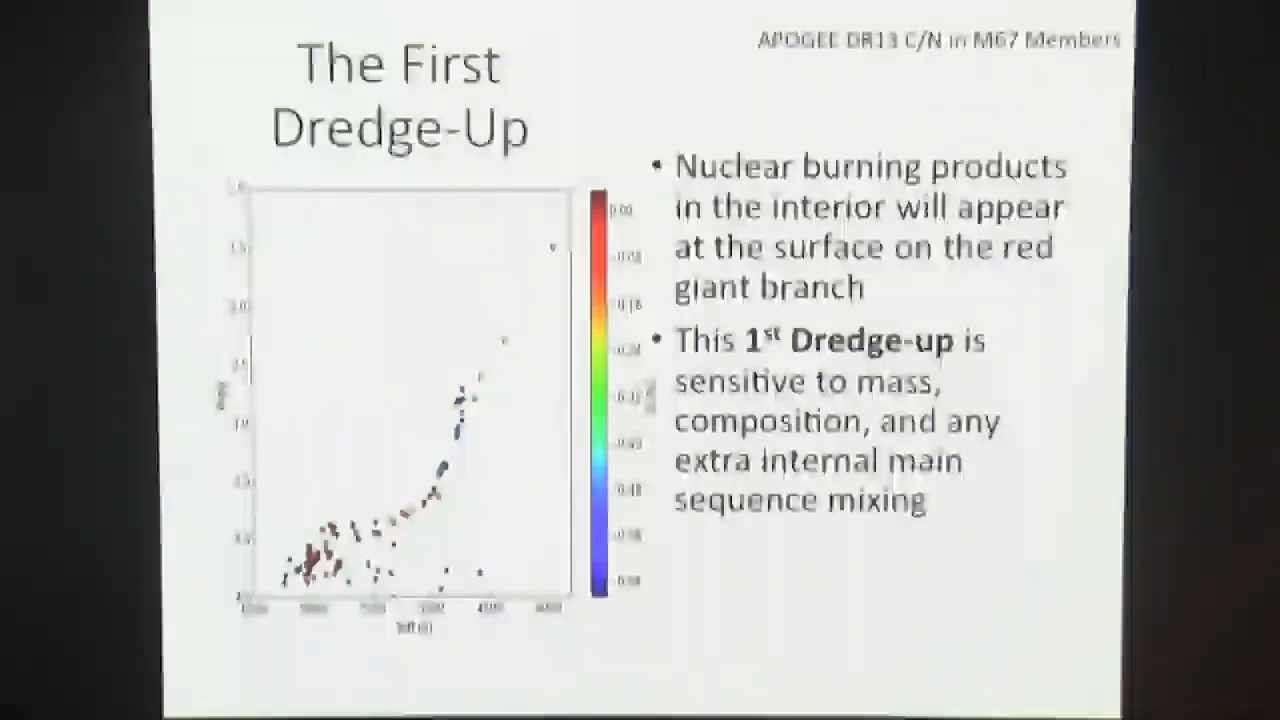 The First
Dredge-Up
APOGEE DR13 C/N in M67 Members
• Nuclear burning products
in the interior will appear
at the surface on the red
giant branch
• This 1st Dredge-up is
sensitive to mass,
composition, and any
extra internal main
sequence mixing